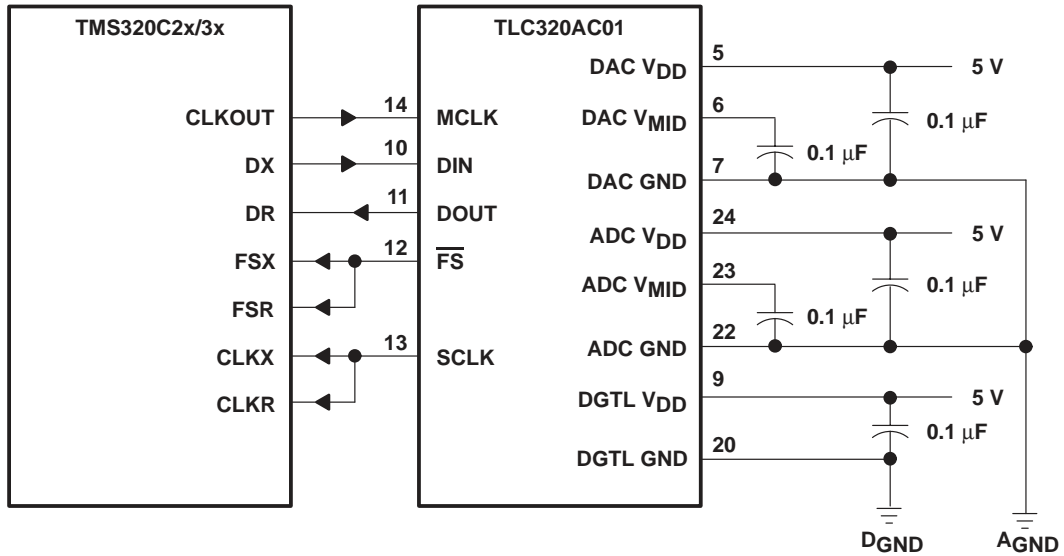 TMS320C2x/3x
TLC320AC01
CLKOUT
DX
DR
FSX
FSR
CLKX
CLKR
14
10
11
12
13
MCLK
DIN
DOUT
FS
SCLK
DAC VDD
DAC VMID
DAC GND
ADC VDD
ADC VMID
ADC GND
DGTL VDD
DGTL GND
5
6
7
24
23
22
9
20
5 V
0.1 μF
0.1 μF
5 V
0.1 μF
0.1 μF
5 V
0.1 μF
DGND
AGND